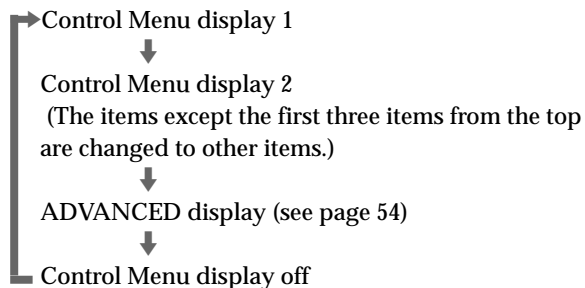 Control Menu display 1
Control Menu display 2
(The items except the first three items from the top
are changed to other items.)
ADVANCED display (see page 54)
Control Menu display off